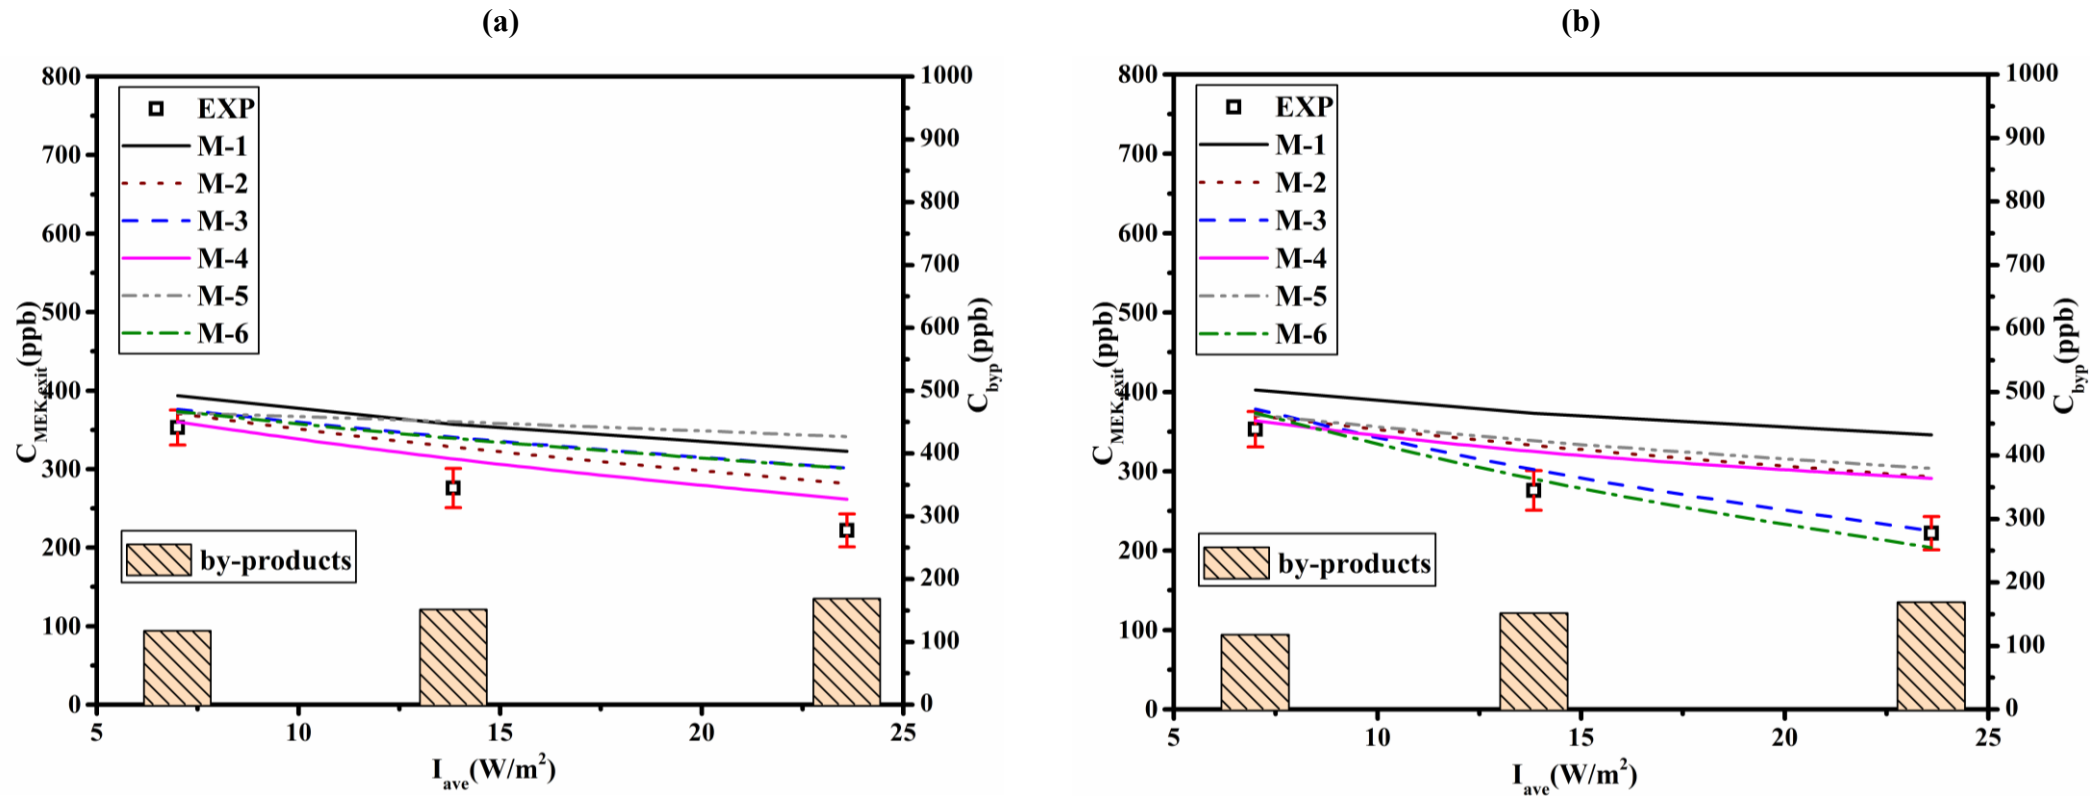 (a)
800
700
600
500
400
300
200
100
0
C_MEK,exit(ppb)
EXP
M-1
M-2
M-3
M-4
M-5
M-6
by-products
1000
900
800
700
600
500
400
300
200
100
0
C_byp(ppb)
5 10 15 20 25
I_ave(W/m²)
(b)
800
700
600
500
400
300
200
100
0
C_MEK,exit(ppb)
EXP
M-1
M-2
M-3
M-4
M-5
M-6
by-products
1000
900
800
700
600
500
400
300
200
100
0
C_byp(ppb)
5 10 15 20 25
I_ave(W/m²)